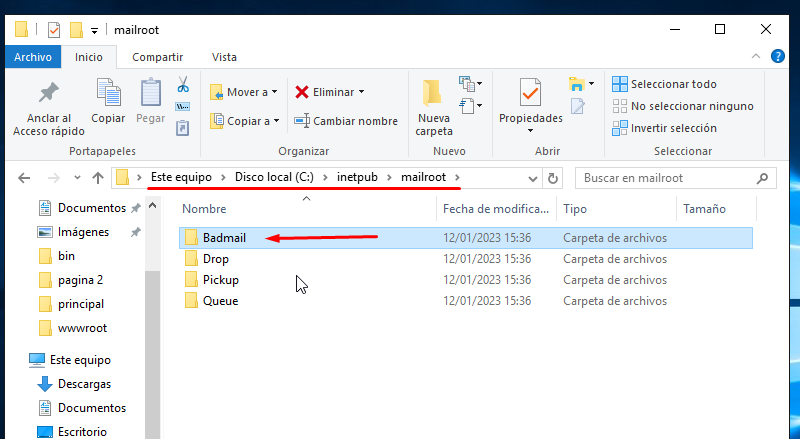 mailroot
Archivo Inicio Compartir Vista
Anclar al Acceso rápido
Copiar
Pegar
Portapapeles
Mover a
Copiar a
Eliminar
Cambiar nombre
Organizar
Nueva carpeta
Nuevo
Propiedades
Abrir
Seleccionar todo
No seleccionar ninguno
Invertir selección
Seleccionar
Este equipo > Disco local (C:) > inetpub > mailroot
Buscar en mailroot
Documentos
Imágenes
bin
pagina 2
principal
wwwroot
Este equipo
Descargas
Documentos
Escritorio
Nombre Fecha de modifica... Tipo Tamaño
Badmail 12/01/2023 15:36 Carpeta de archivos
Drop 12/01/2023 15:36 Carpeta de archivos
Pickup 12/01/2023 15:36 Carpeta de archivos
Queue 12/01/2023 15:36 Carpeta de archivos